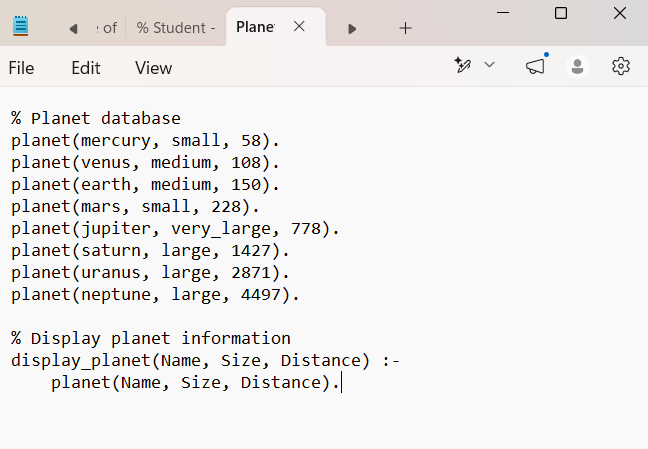 of
% Student -
Plane
File
Edit
View
% Planet database
planet(mercury, small, 58).
planet(venus, medium, 108).
planet(earth, medium, 150).
planet(mars, small, 228).
planet(jupiter, very_large, 778).
planet(saturn, large, 1427).
planet(uranus, large, 2871).
planet(neptune, large, 4497).
% Display planet information
display_planet(Name, Size, Distance) :-
    planet(Name, Size, Distance).